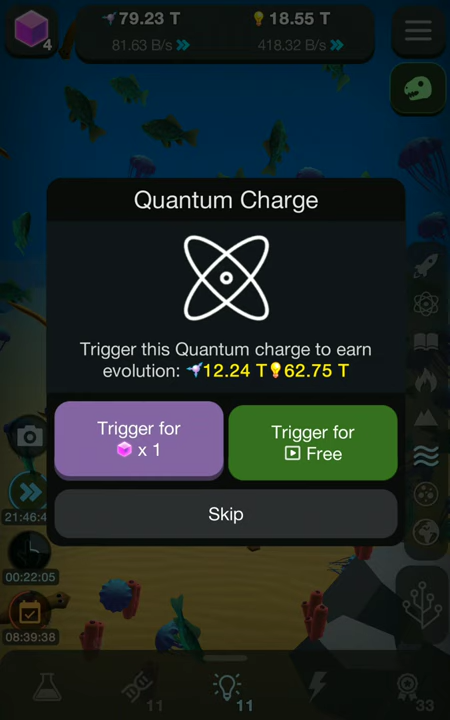 4
79.23 T
18.55 T
81.63 B/s
418.32 B/s
Quantum Charge
Trigger this Quantum charge to earn
evolution: 12.24 T 62.75 T
Trigger for
x 1
Trigger for
Free
Skip
21:46:4
00:22:05
08:39:38
11
11
33